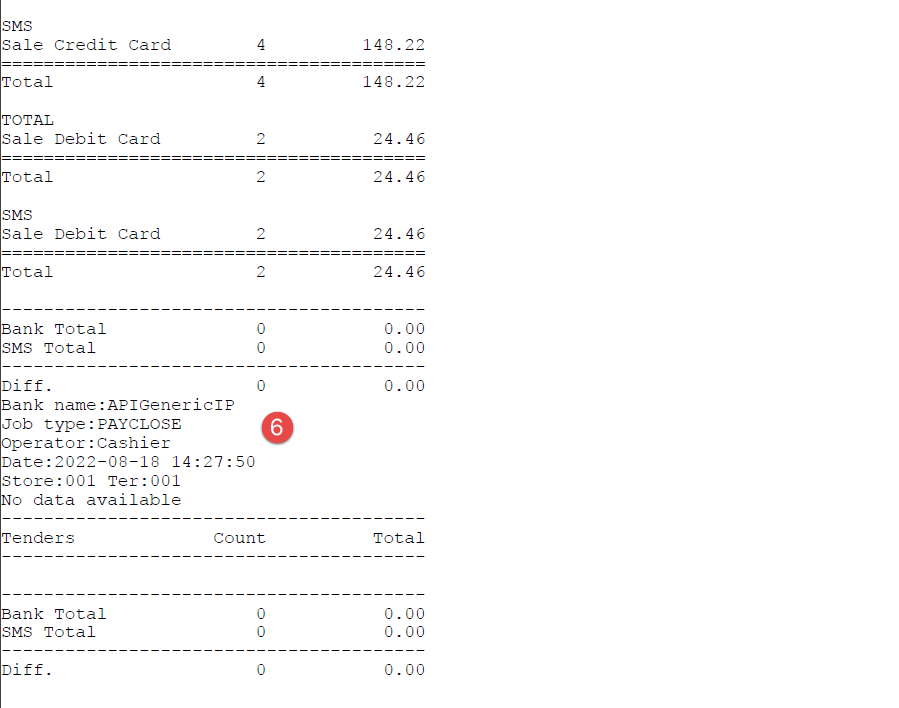 SMS
Sale Credit Card 4 148.22
========================================
Total 4 148.22
TOTAL
Sale Debit Card 2 24.46
========================================
Total 2 24.46
SMS
Sale Debit Card 2 24.46
========================================
Total 2 24.46
----------------------------------------
Bank Total 0 0.00
SMS Total 0 0.00
----------------------------------------
Diff. 0 0.00
Bank name:APIGenericIP
Job type:PAYCLOSE
6
Operator:Cashier
Date:2022-08-18 14:27:50
Store:001 Ter:001
No data available
----------------------------------------
Tenders Count Total
----------------------------------------
----------------------------------------
Bank Total 0 0.00
SMS Total 0 0.00
----------------------------------------
Diff. 0 0.00